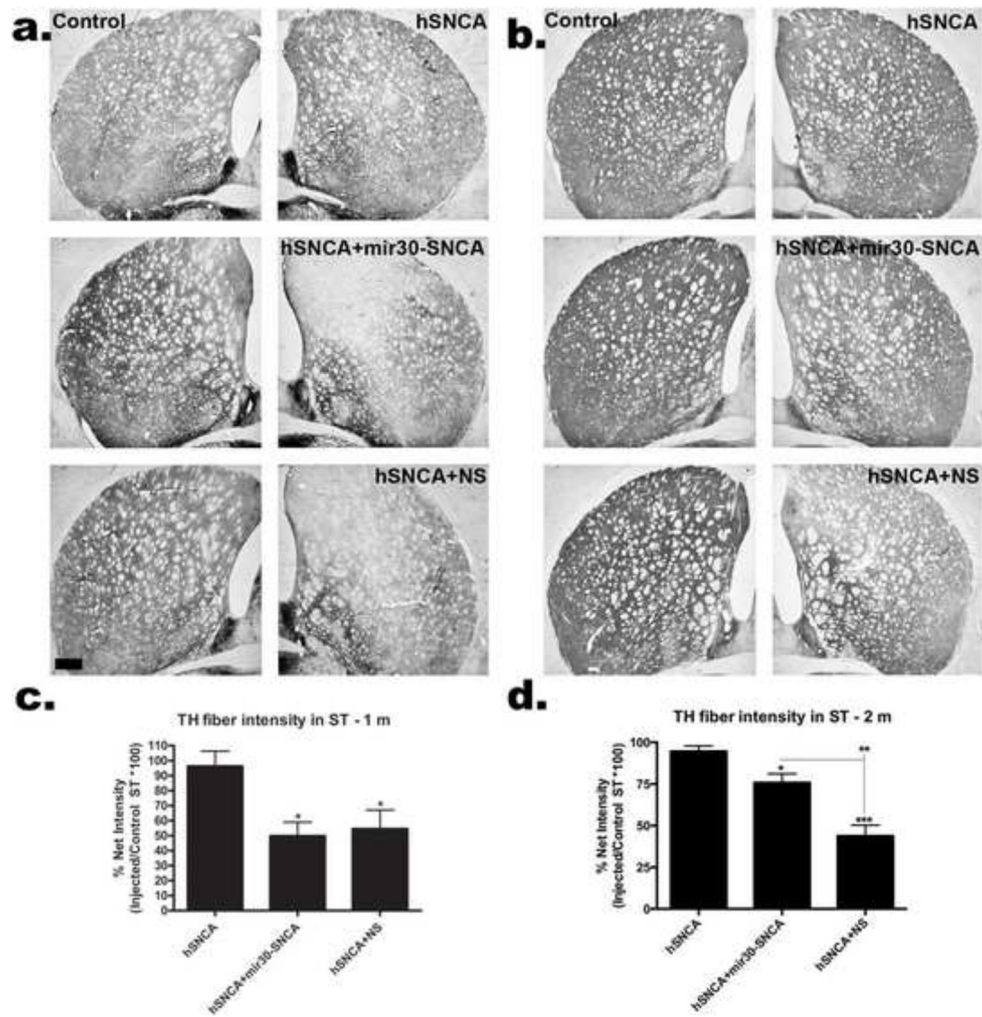 a.
Control
hSNCA
hSNCA+mir30-SNCA
hSNCA+NS
b.
Control
hSNCA
hSNCA+mir30-SNCA
hSNCA+NS
c.
TH fiber intensity in ST - 1 m
% Net Intensity
(Injected/Control ST *100)
110
100
90
80
70
60
50
40
30
20
10
0
*
*
hSNCA
hSNCA+mir30-SNCA
hSNCA+NS
d.
TH fiber intensity in ST - 2 m
% Net Intensity
(Injected/Control ST *100)
100
75
50
25
0
*
**
***
hSNCA
hSNCA+mir30-SNCA
hSNCA+NS